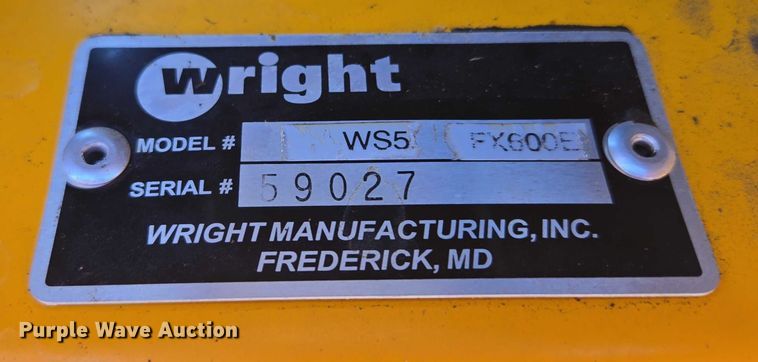 wright
MODEL # WS5 FX600E
SERIAL # 59027
WRIGHT MANUFACTURING, INC.
FREDERICK, MD
Purple Wave Auction